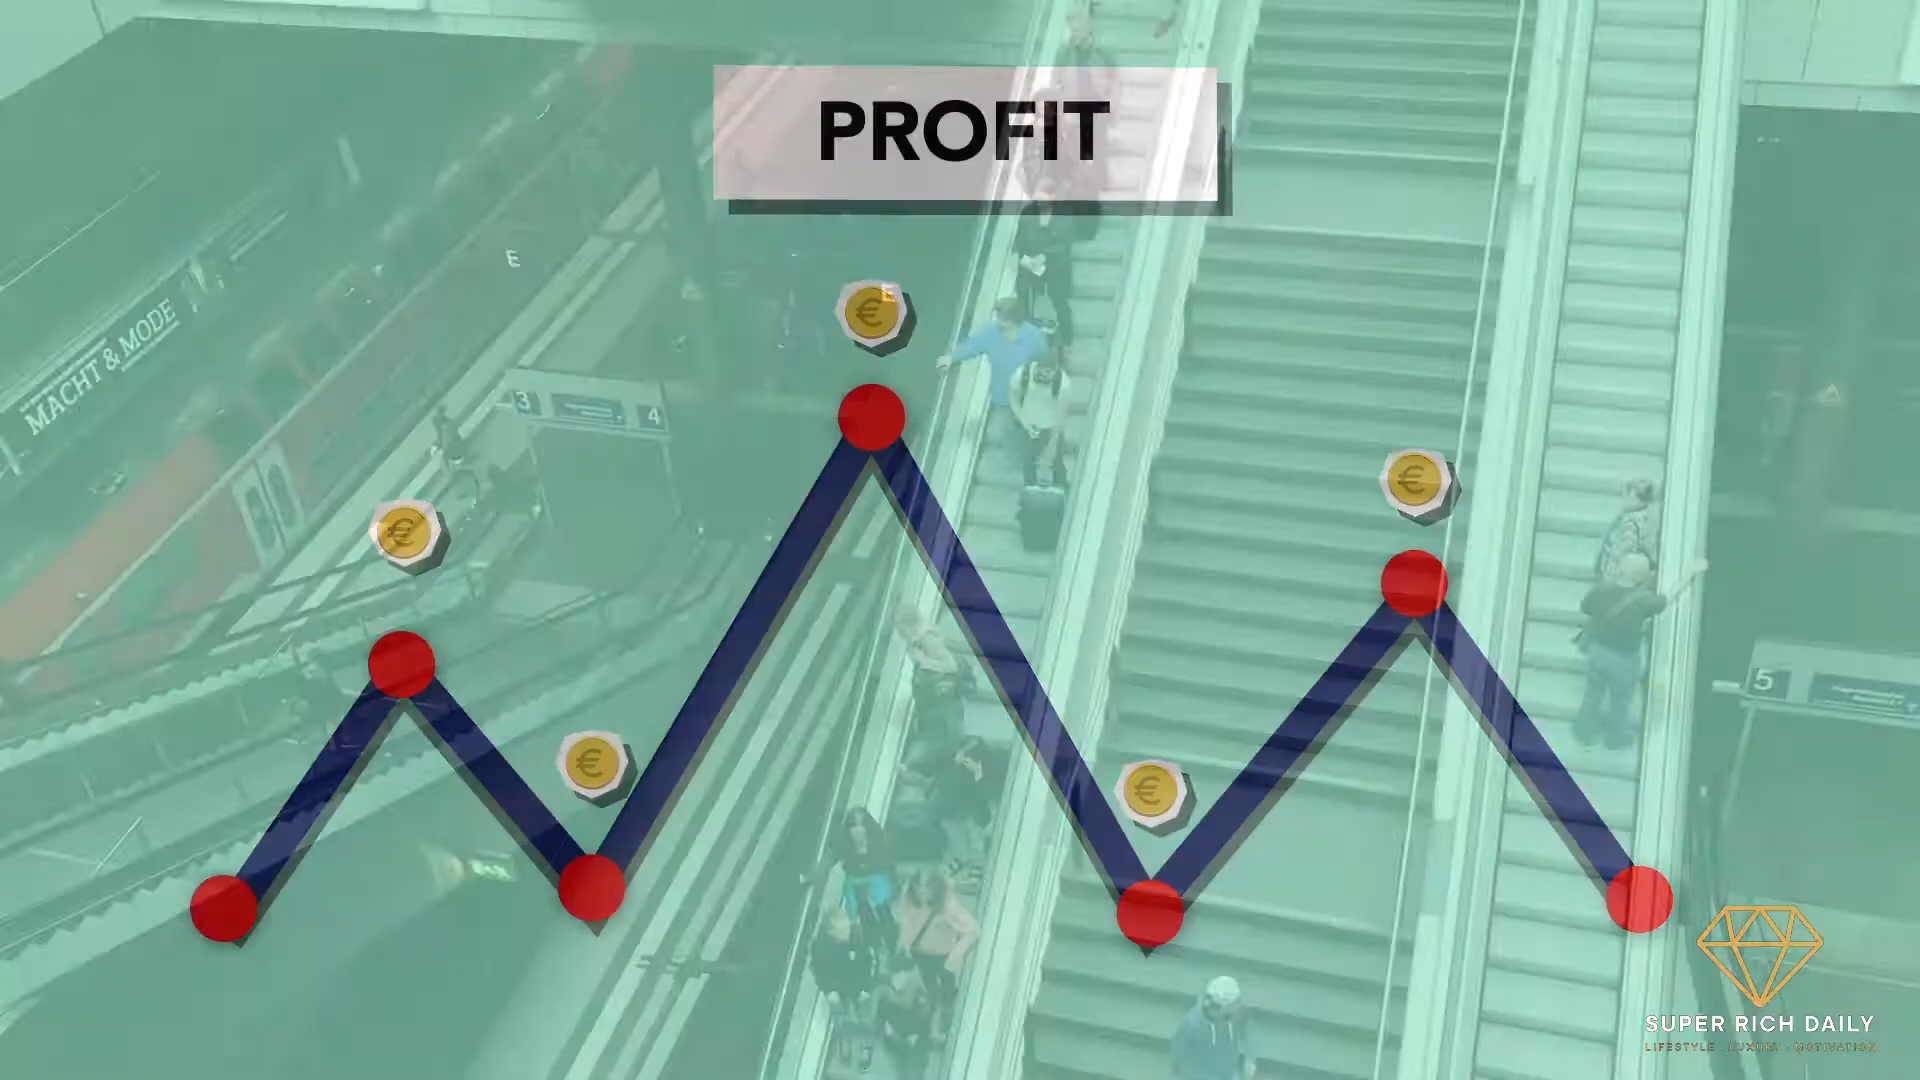 PROFIT
E
E
MACHT & MODE
3
4
5
€
€
€
€
€
SUPER RICH DAILY
LIFESTYLE · LUXURY · MOTIVATION